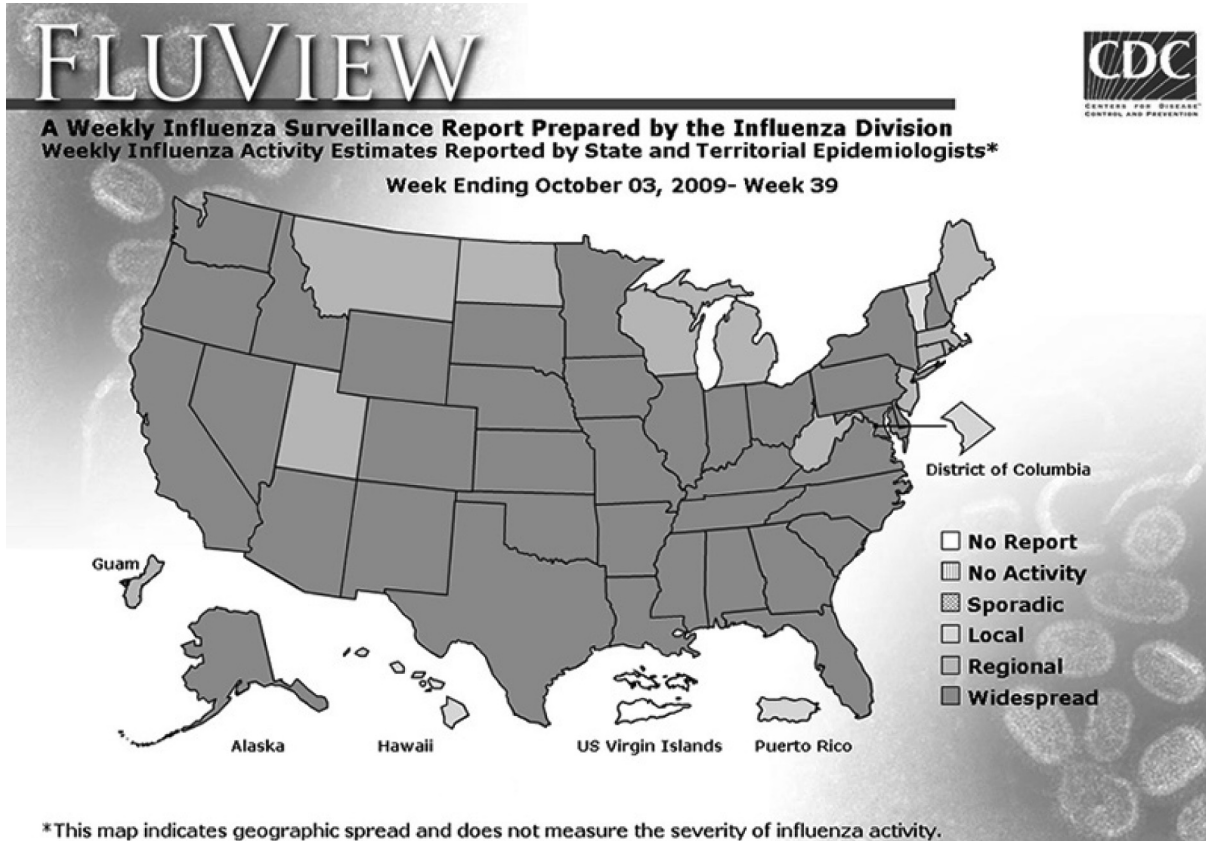 FLUVIEW
CDC
CENTERS FOR DISEASE™
CONTROL AND PREVENTION
A Weekly Influenza Surveillance Report Prepared by the Influenza Division
Weekly Influenza Activity Estimates Reported by State and Territorial Epidemiologists*
Week Ending October 03, 2009- Week 39
District of Columbia
No Report
Guam
No Activity
Sporadic
Local
Regional
Widespread
Alaska
Hawaii
US Virgin Islands
Puerto Rico
*This map indicates geographic spread and does not measure the severity of influenza activity.